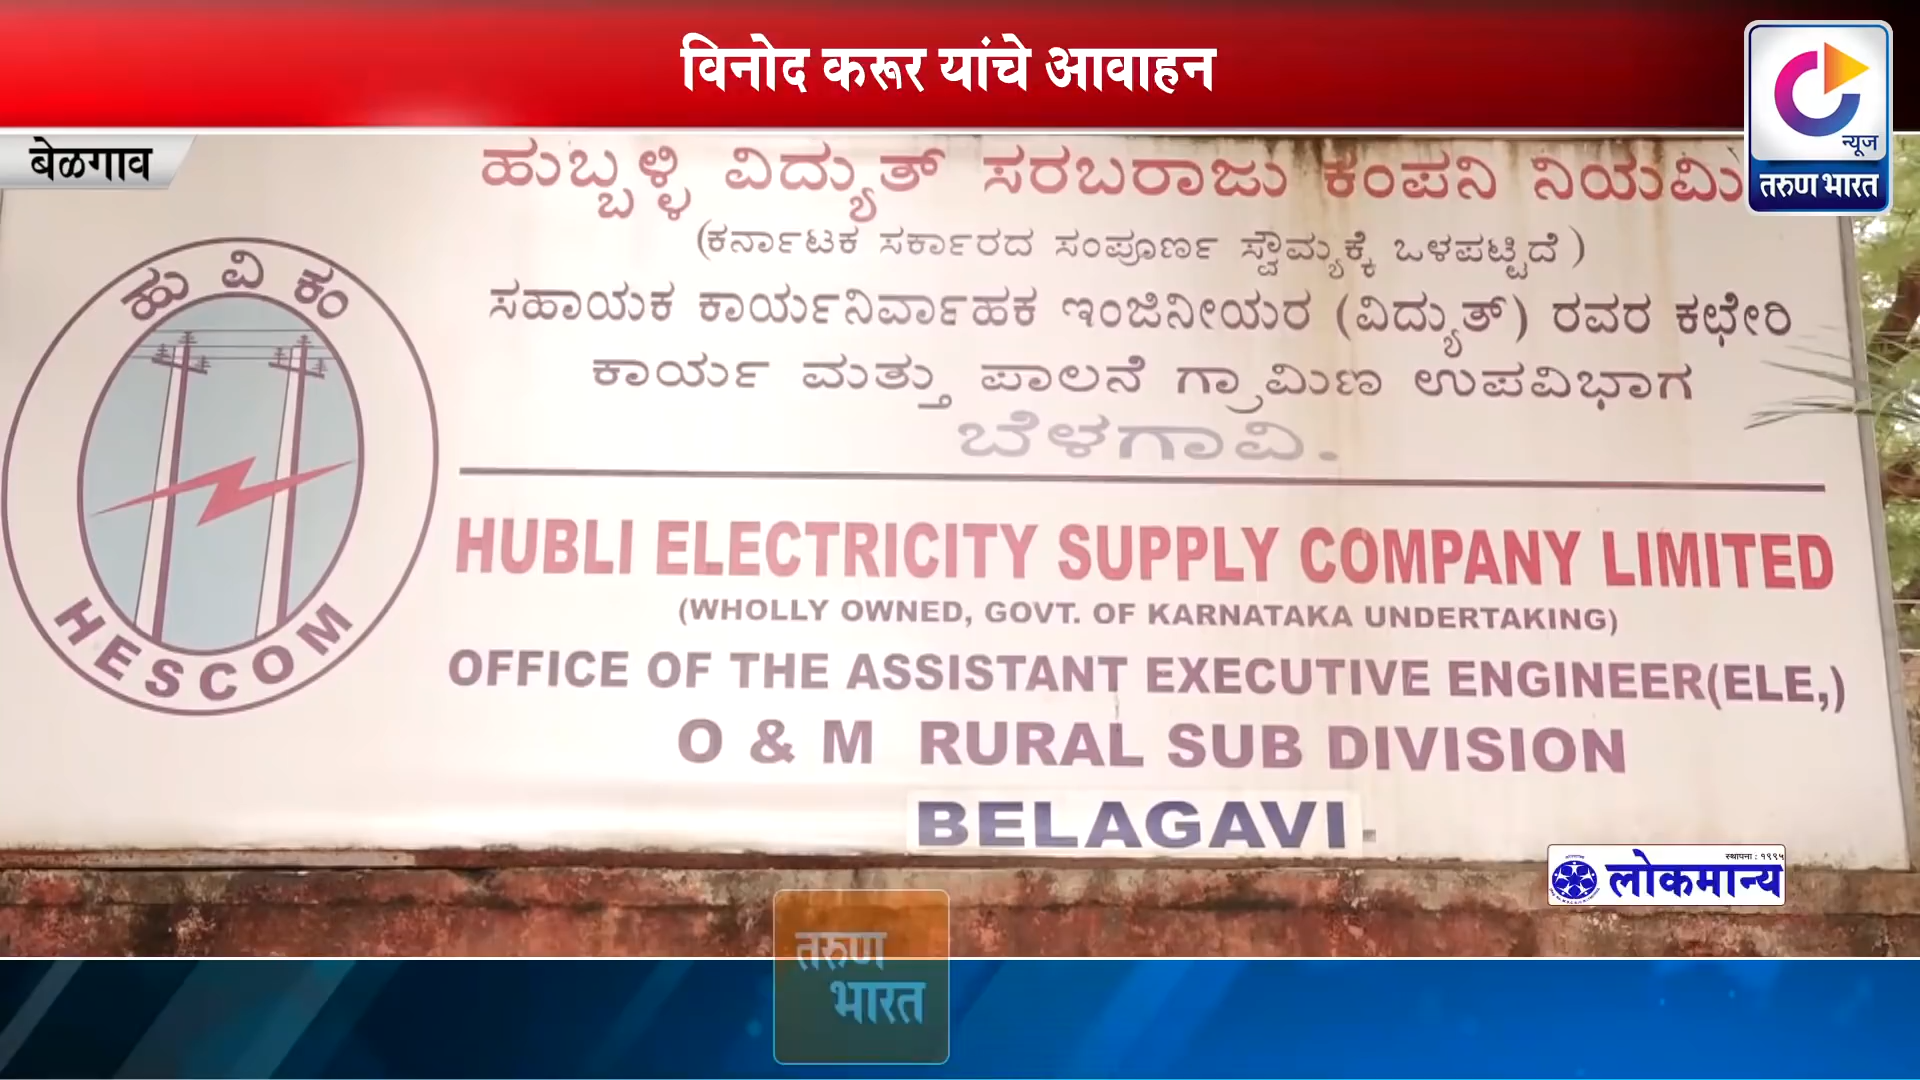 विनोद करूर यांचे आवाहन
न्यूज
तरुण भारत
बेळगाव
ಹುಬ್ಬಳ್ಳಿ ವಿದ್ಯುತ್ ಸರಬರಾಜು ಕಂಪನಿ
(ಕರ್ನಾಟಕ ಸರ್ಕಾರದ ಸಂಪೂರ್ಣ ಸ್ವೌಮ್ಯಕ್ಕೆ ಒಳಪಟ್ಟಿದೆ)
ಸಹಾಯಕ ಕಾರ್ಯನಿರ್ವಾಹಕ ಇಂಜಿನೀಯರ (ವಿದ್ಯುತ್) ರವರ ಕಛೇರಿ
ಕಾರ್ಯ ಮತ್ತು ಪಾಲನೆ ಗ್ರಾಮಿಣ ಉಪವಿಭಾಗ
ಬೆಳಗಾವಿ.
ಹು ವಿ ಕಂ
HESCOM
HUBLI ELECTRICITY SUPPLY COMPANY LIMITED
(WHOLLY OWNED, GOVT. OF KARNATAKA UNDERTAKING)
OFFICE OF THE ASSISTANT EXECUTIVE ENGINEER(ELE,)
O & M RURAL SUB DIVISION
BELAGAVI.
स्थापना : १९९५
लोकमान्य
तरुण
भारत